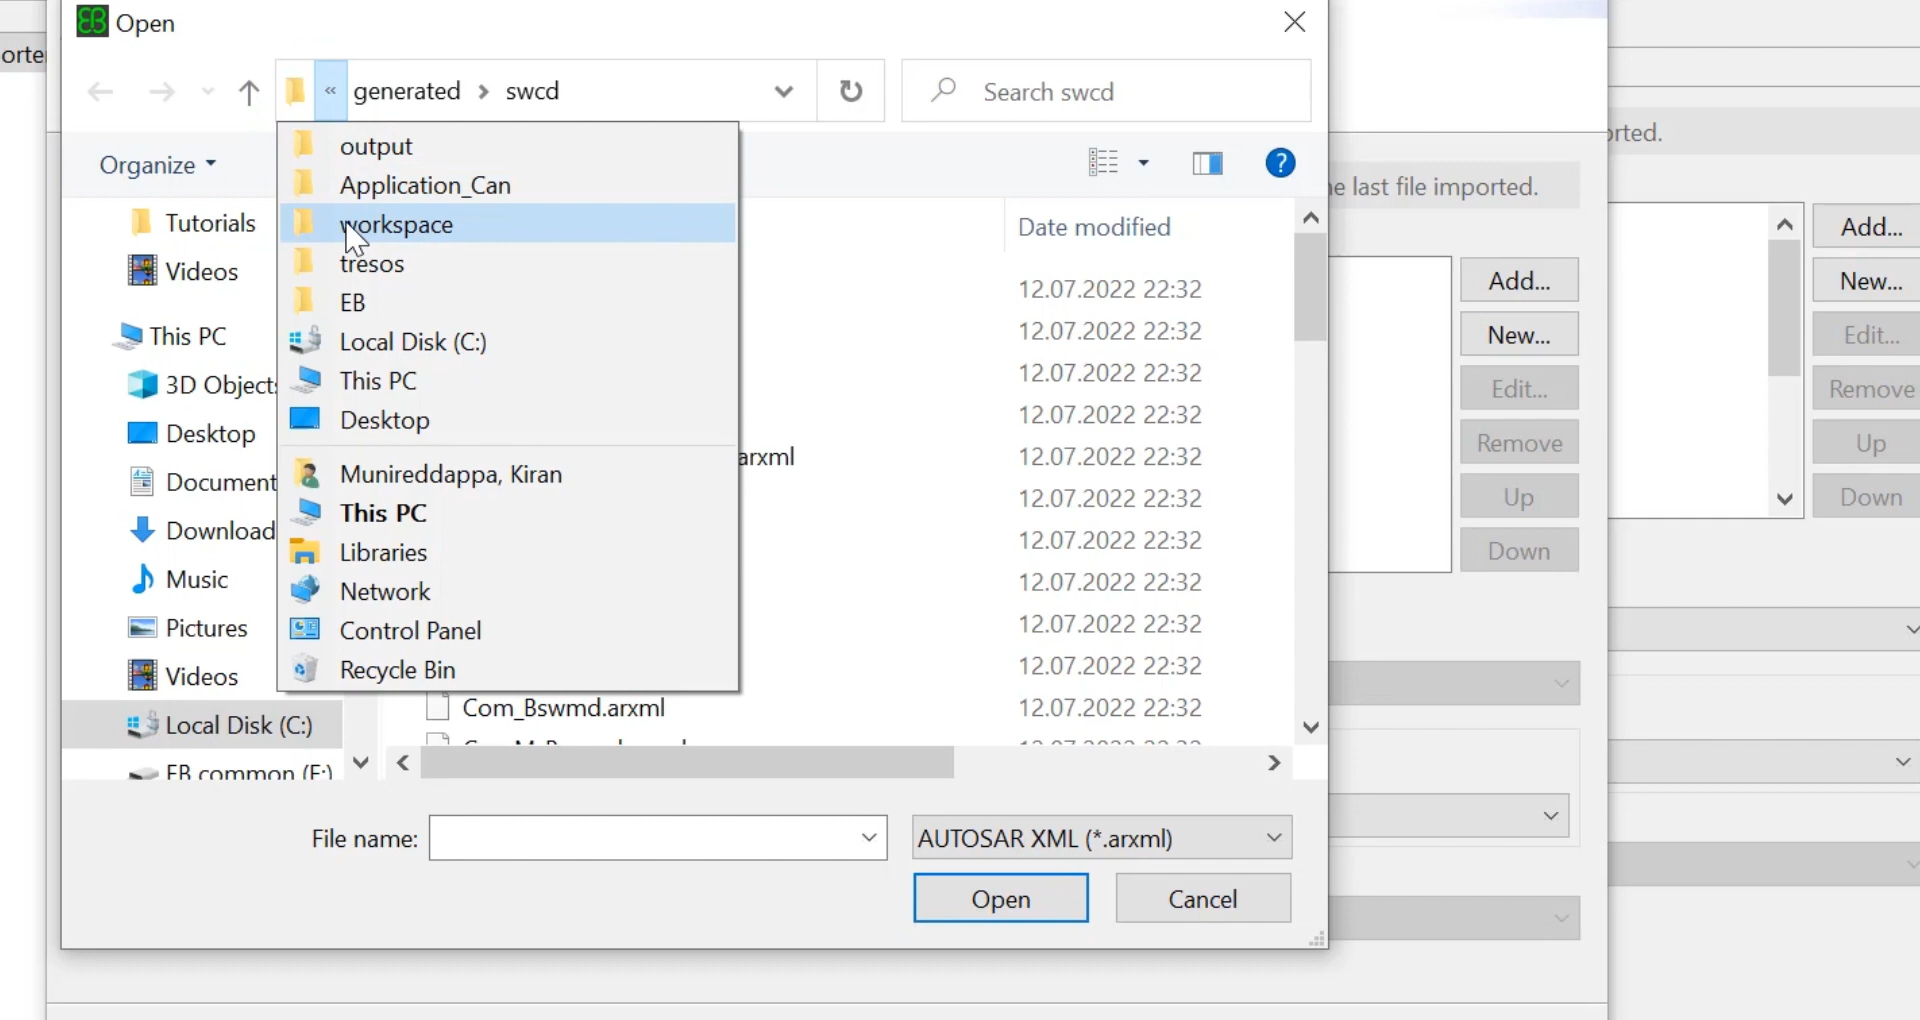 Open
orte
« generated > swcd
Search swcd
Organize
output
Application_Can
workspace
tresos
EB
Local Disk (C:)
This PC
Desktop
Munireddappa, Kiran
This PC
Libraries
Network
Control Panel
Recycle Bin
Tutorials
Videos
This PC
3D Objects
Desktop
Document
Download
Music
Pictures
Videos
Local Disk (C:)
EB common (E:)
Date modified
12.07.2022 22:32
12.07.2022 22:32
12.07.2022 22:32
12.07.2022 22:32
arxml 12.07.2022 22:32
12.07.2022 22:32
12.07.2022 22:32
12.07.2022 22:32
12.07.2022 22:32
12.07.2022 22:32
Com_Bswmd.arxml 12.07.2022 22:32
File name:
AUTOSAR XML (*.arxml)
Open
Cancel
e last file imported.
Add...
New...
Edit...
Remove
Up
Down
orted.
Add...
New...
Edit...
Remove
Up
Down